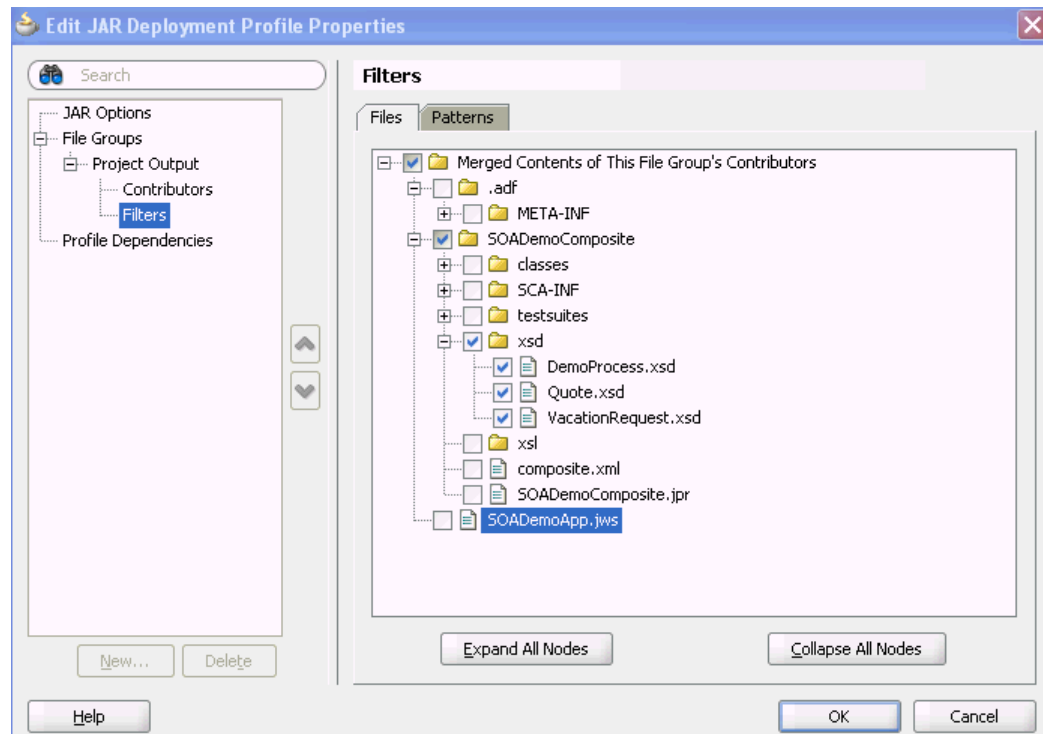 Edit JAR Deployment Profile Properties
Search
JAR Options
File Groups
Project Output
Contributors
Filters
Profile Dependencies
New...
Delete
Filters
Files
Patterns
Merged Contents of This File Group's Contributors
.adf
META-INF
SOADemoComposite
classes
SCA-INF
testsuites
xsd
DemoProcess.xsd
Quote.xsd
VacationRequest.xsd
xsl
composite.xml
SOADemoComposite.jpr
SOADemoApp.jws
Expand All Nodes
Collapse All Nodes
Help
OK
Cancel